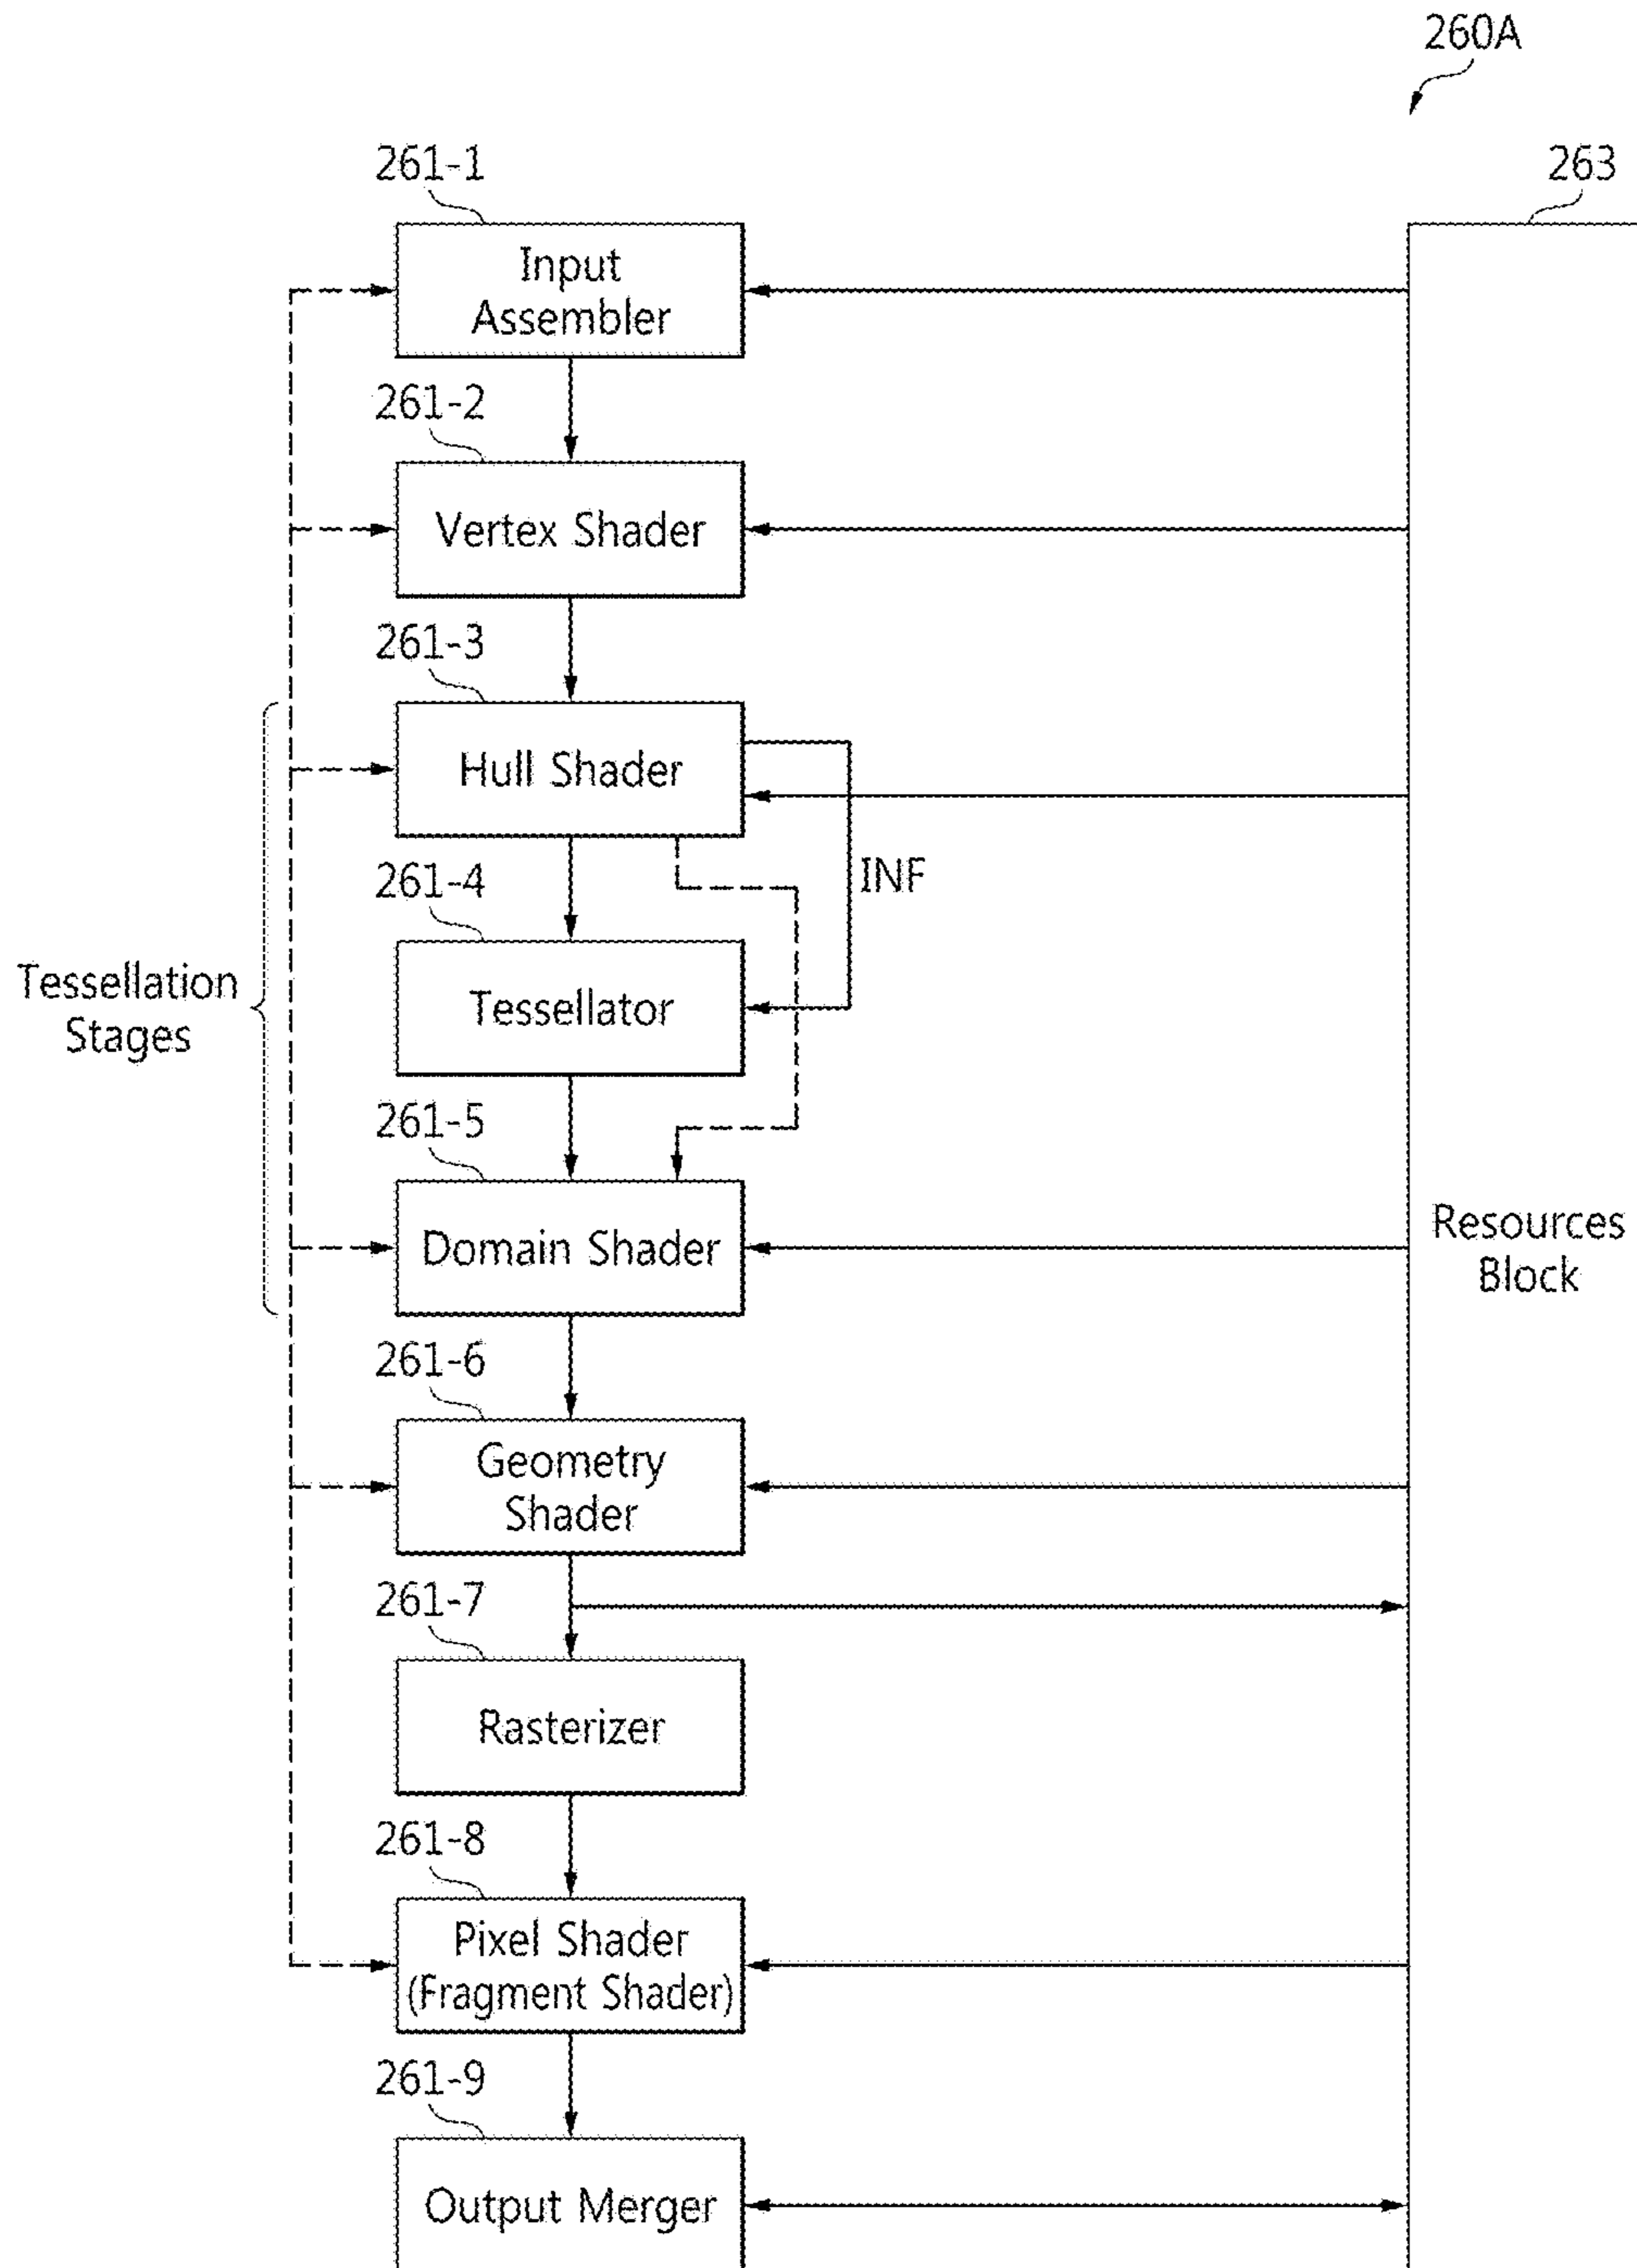 260A
263
261-1
Input
Assembler
261-2
Vertex Shader
261-3
Hull Shader
INF
261-4
Tessellator
Tessellation
Stages
261-5
Domain Shader
Resources
Block
261-6
Geometry
Shader
261-7
Rasterizer
261-8
Pixel Shader
(Fragment Shader)
261-9
Output Merger